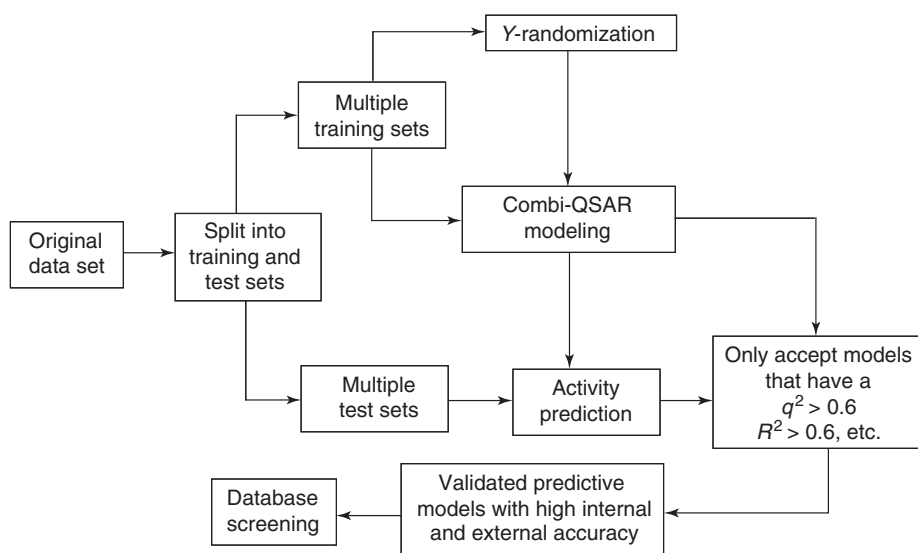 Y-randomization
Multiple
training sets
Combi-QSAR
modeling
Original
data set
Split into
training and
test sets
Multiple
test sets
Activity
prediction
Only accept models
that have a
q² > 0.6
R² > 0.6, etc.
Validated predictive
models with high internal
and external accuracy
Database
screening